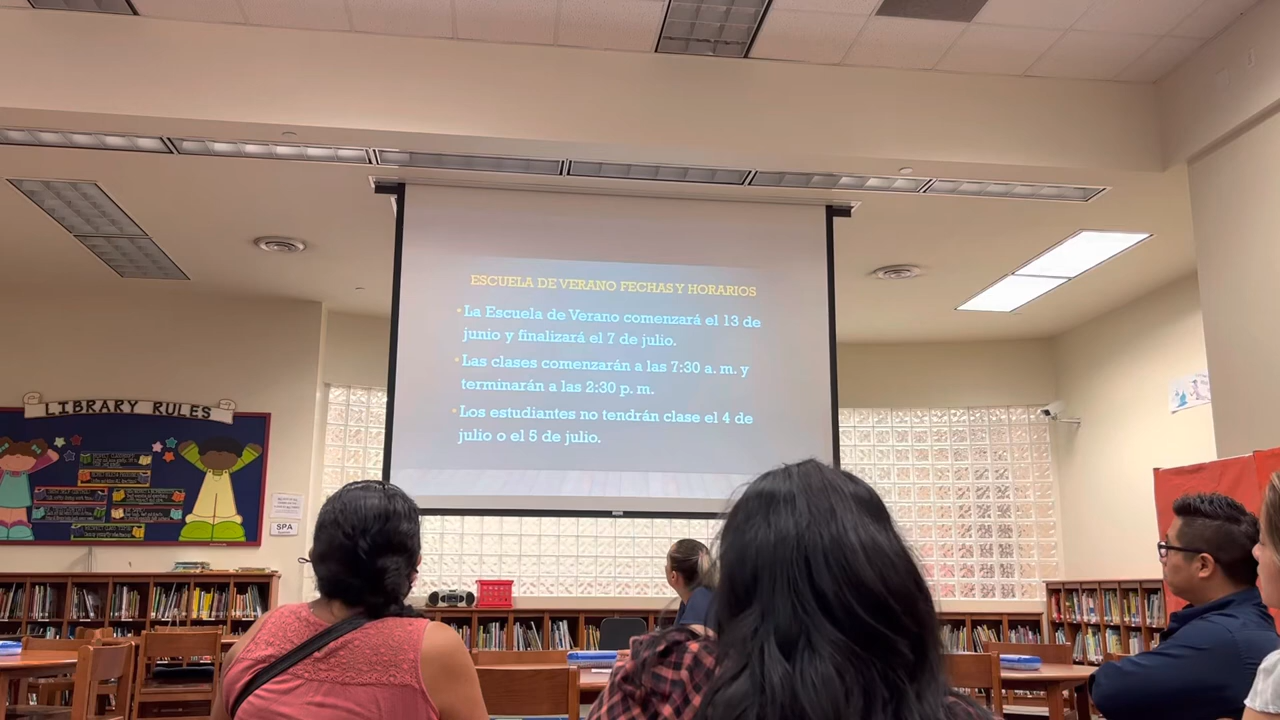 ESCUELA DE VERANO FECHAS Y HORARIOS
La Escuela de Verano comenzará el 13 de
junio y finalizará el 7 de julio.
Las clases comenzarán a las 7:30 a. m. y
terminarán a las 2:30 p. m.
Los estudiantes no tendrán clase el 4 de
julio o el 5 de julio.
LIBRARY RULES
SPA